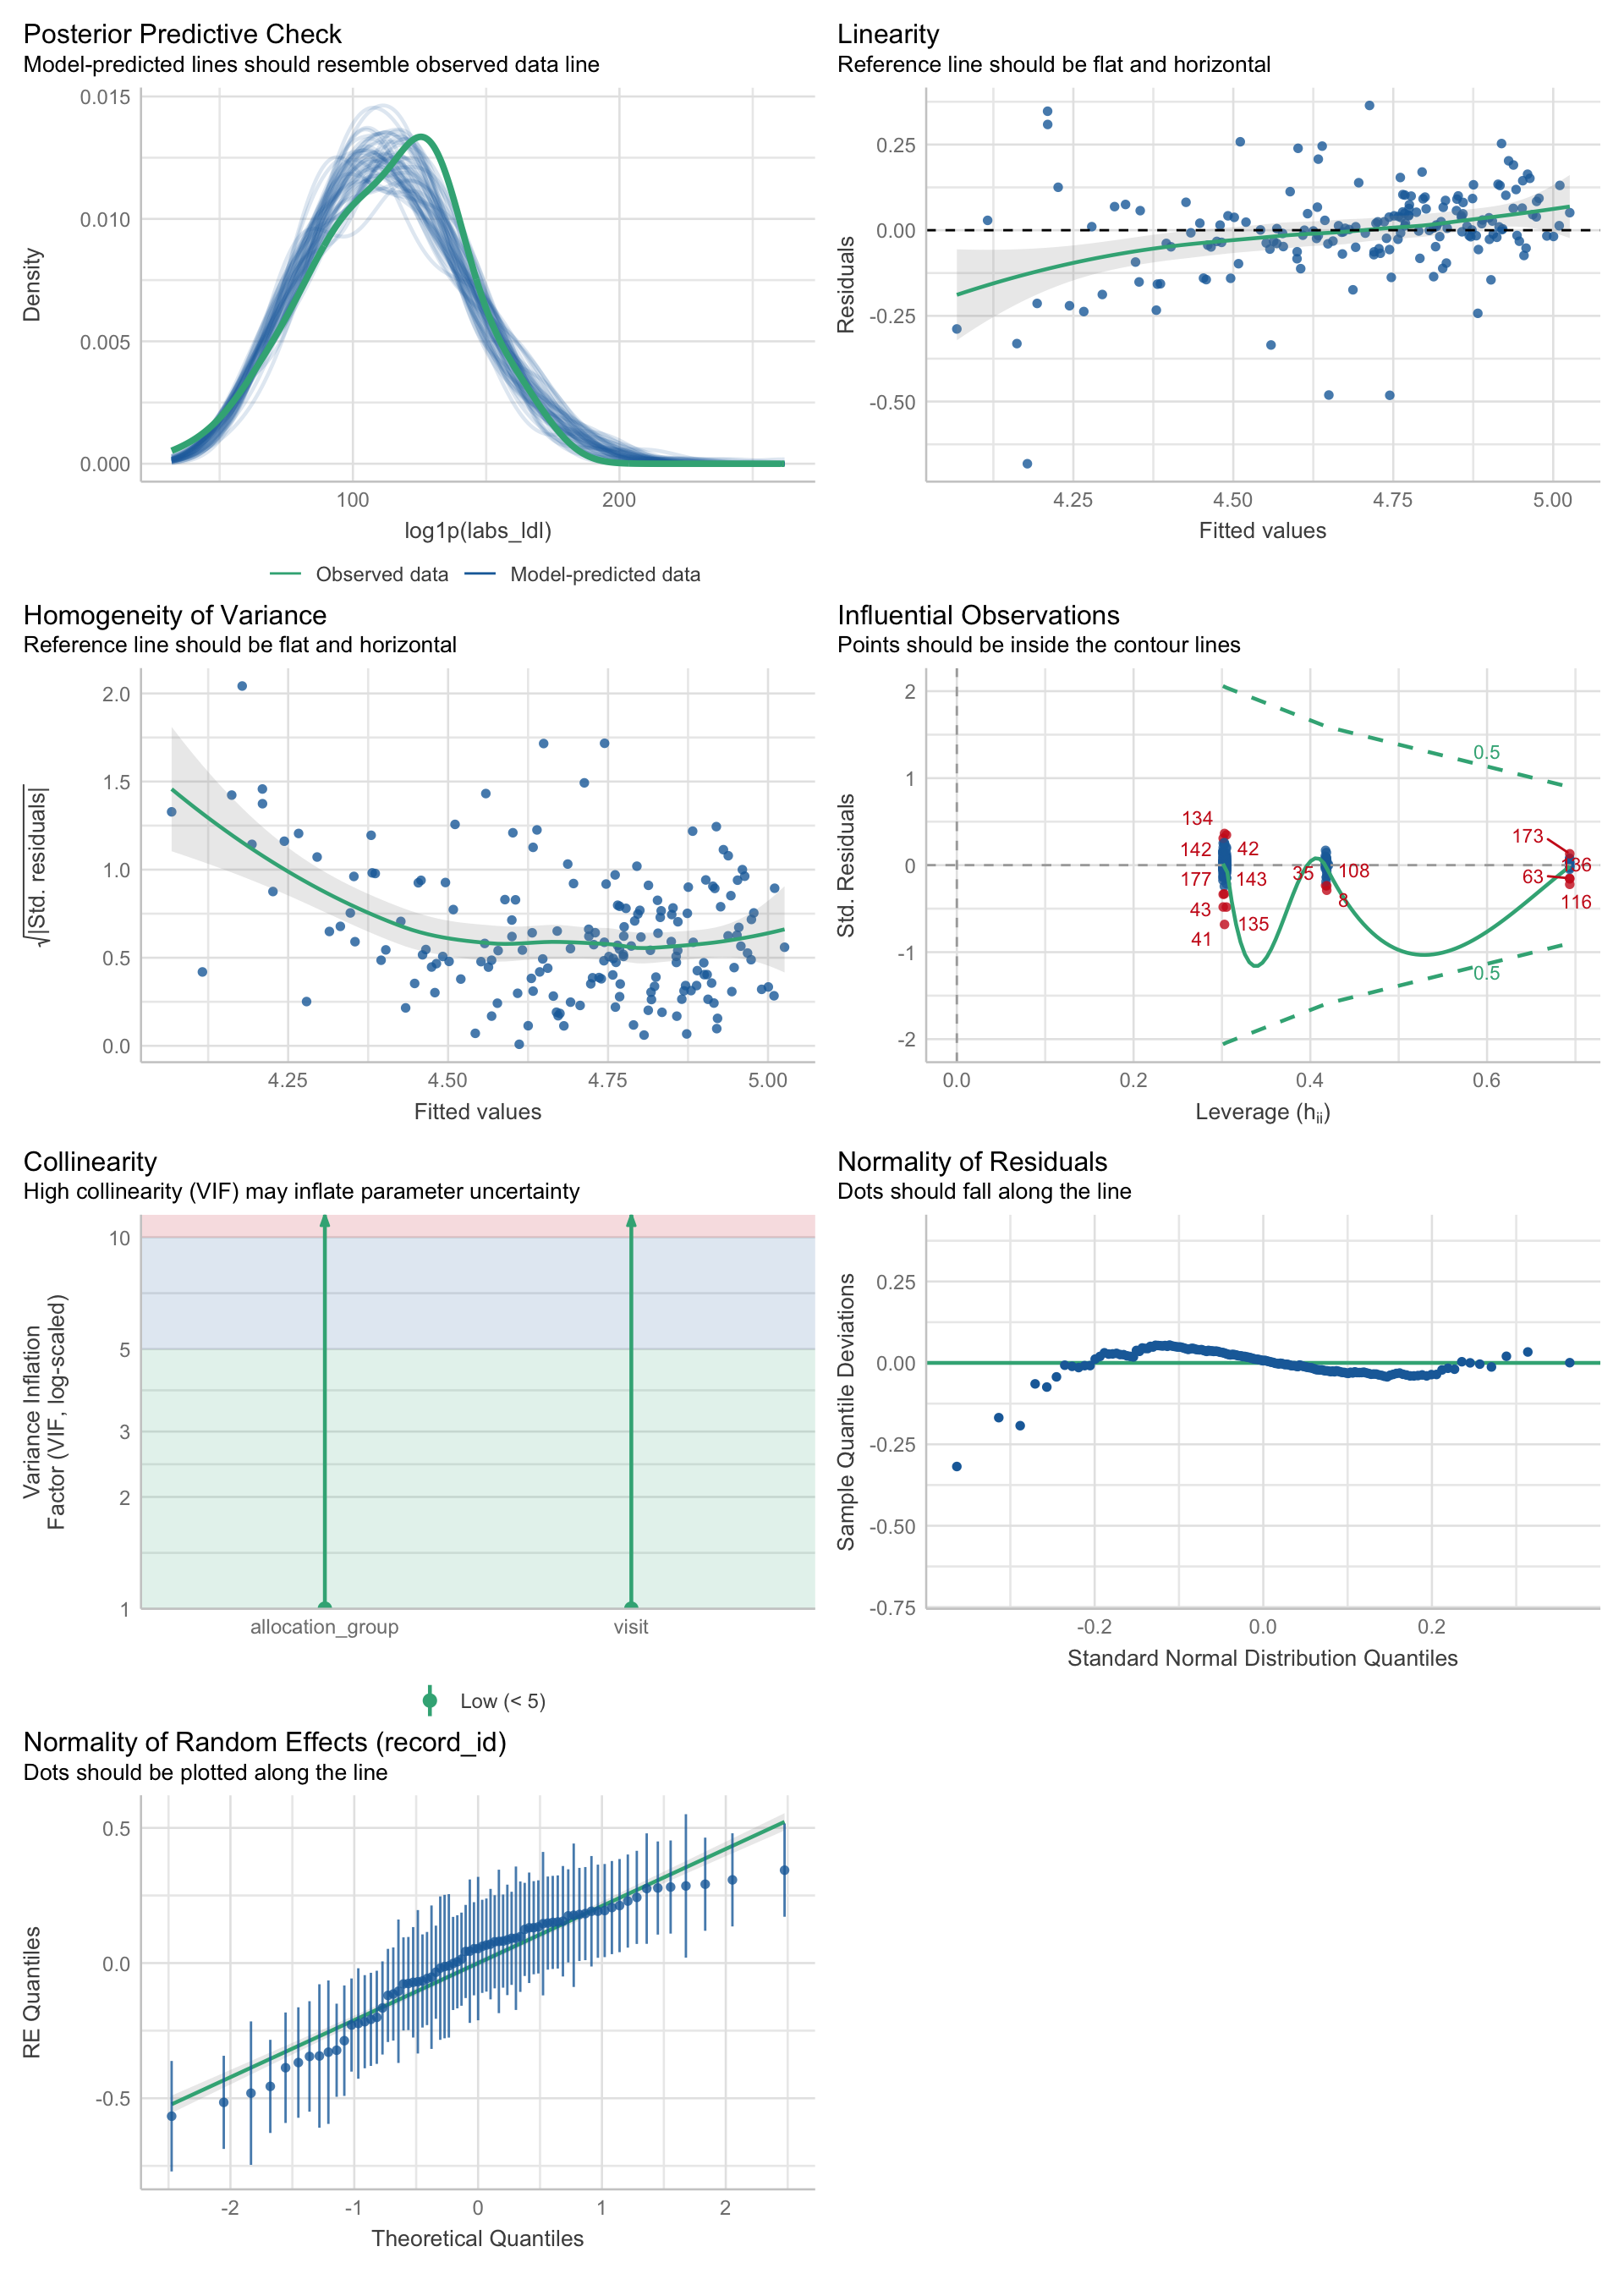 Posterior Predictive Check
Model-predicted lines should resemble observed data line
0.015
0.010
0.005
0.000
Density
100
200
log1p(labs_ldl)
Observed data
Model-predicted data
Linearity
Reference line should be flat and horizontal
0.25
0.00
-0.25
-0.50
Residuals
4.25
4.50
4.75
5.00
Fitted values
Homogeneity of Variance
Reference line should be flat and horizontal
2.0
1.5
1.0
0.5
0.0
√|Std. residuals|
4.25
4.50
4.75
5.00
Fitted values
Influential Observations
Points should be inside the contour lines
2
1
0
-1
-2
Std. Residuals
0.5
134
142
42
177
143
43
135
41
35
108
8
173
136
63
116
0.5
0.0
0.2
0.4
0.6
Leverage (hii)
Collinearity
High collinearity (VIF) may inflate parameter uncertainty
10
5
3
2
1
Variance Inflation
Factor (VIF, log-scaled)
allocation_group
visit
Low (< 5)
Normality of Residuals
Dots should fall along the line
0.25
0.00
-0.25
-0.50
-0.75
Sample Quantile Deviations
-0.2
0.0
0.2
Standard Normal Distribution Quantiles
Normality of Random Effects (record_id)
Dots should be plotted along the line
0.5
0.0
-0.5
RE Quantiles
-2
-1
0
1
2
Theoretical Quantiles